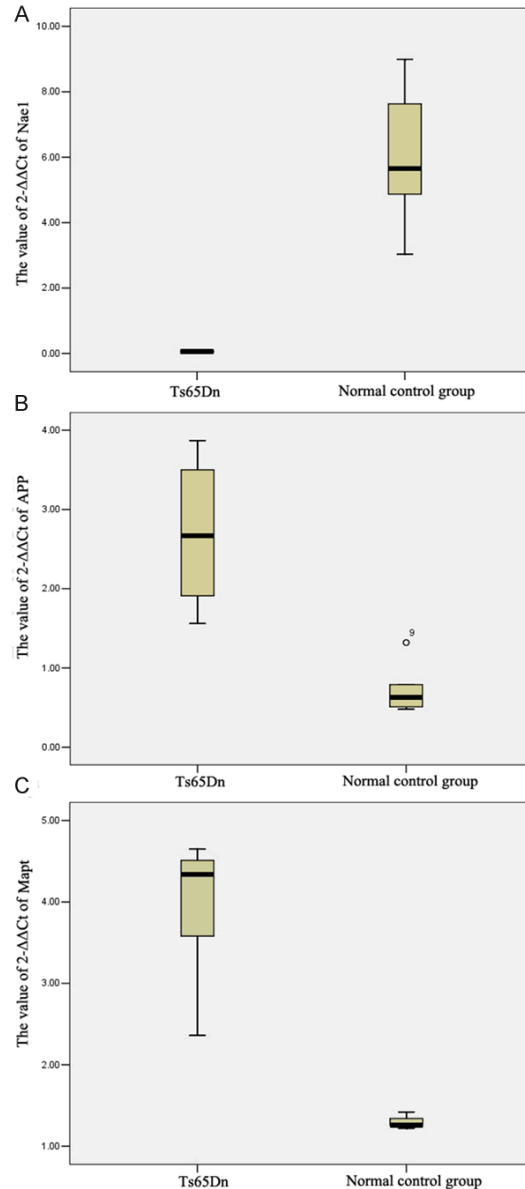 A
The value of 2-ΔΔCt of Nae1
10.00
8.00
6.00
4.00
2.00
0.00
Ts65Dn
Normal control group
B
The value of 2-ΔΔCt of APP
4.00
3.00
2.00
1.00
0.00
9
Ts65Dn
Normal control group
C
The value of 2-ΔΔCt of Mapt
5.00
4.00
3.00
2.00
1.00
Ts65Dn
Normal control group